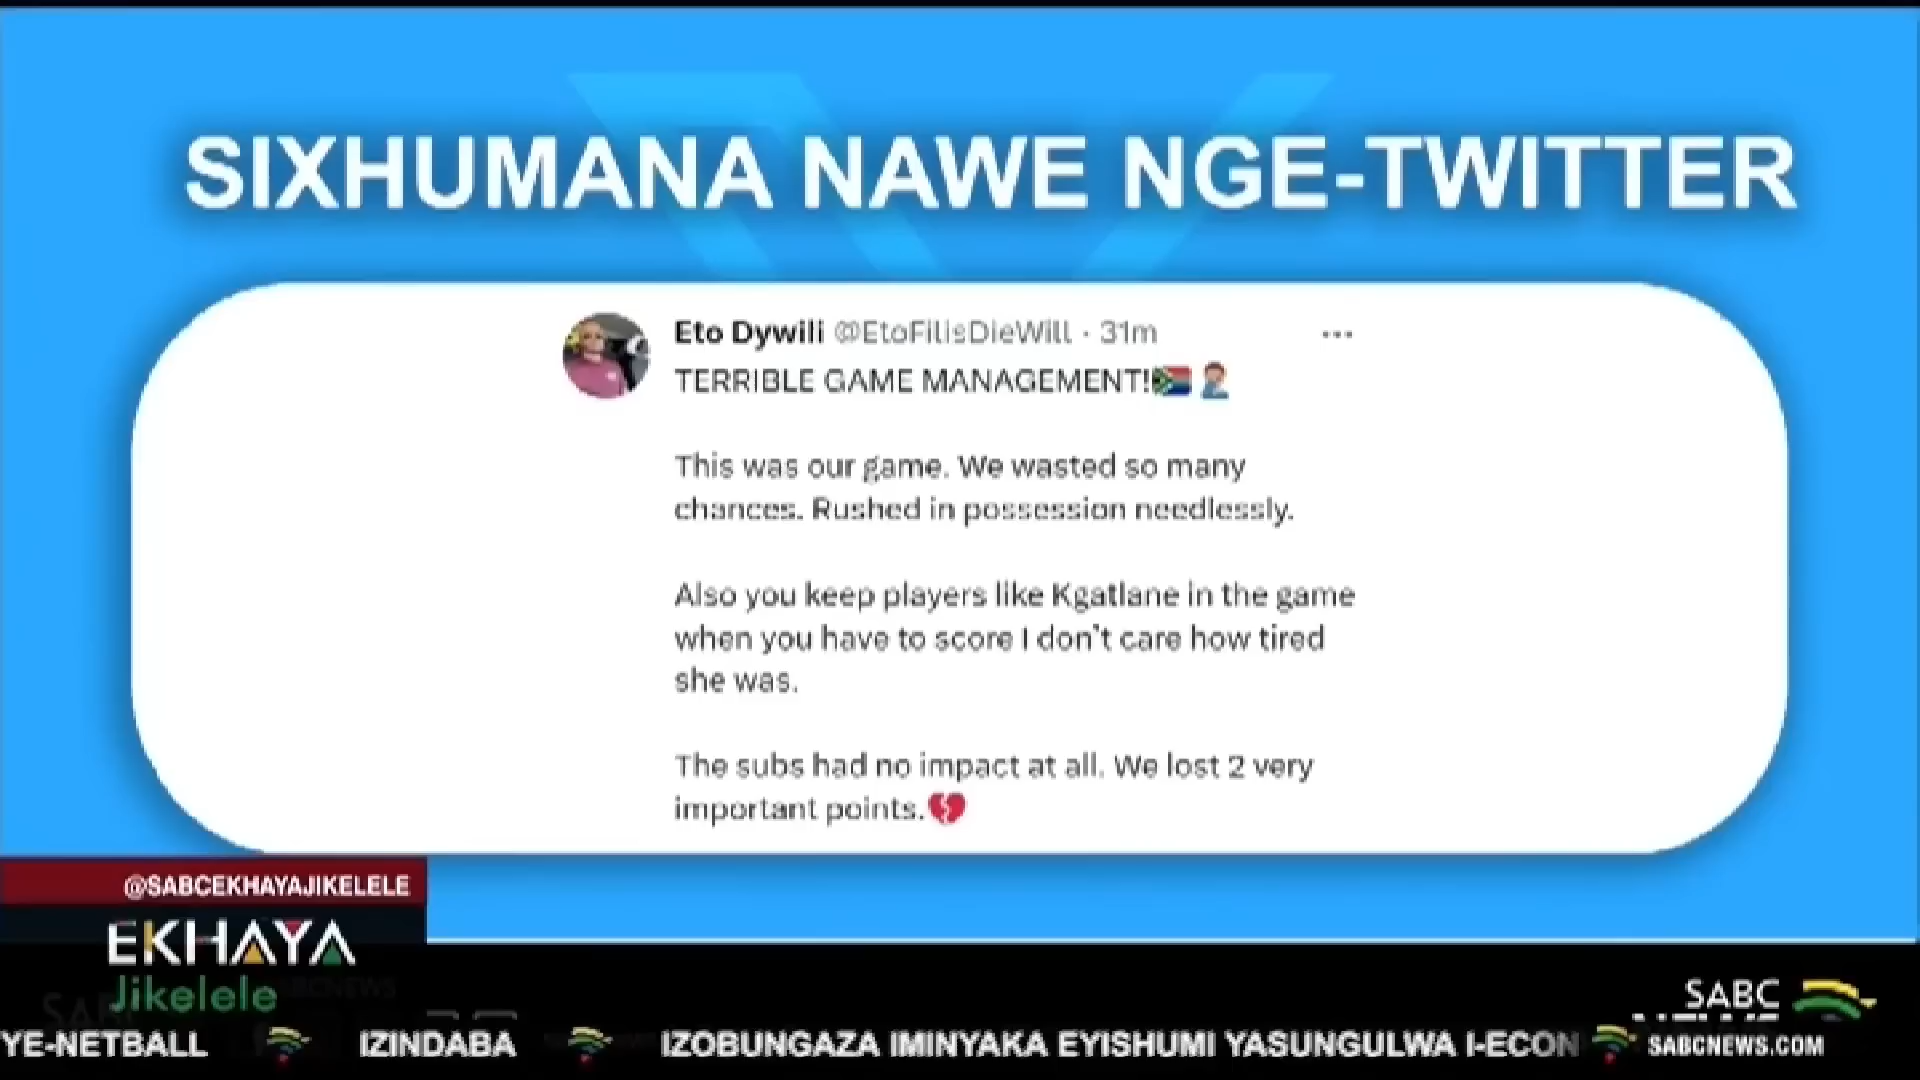 SIXHUMANA NAWE NGE-TWITTER
Eto Dywili @EtoFilisDieWill · 31m
TERRIBLE GAME MANAGEMENT!🇿🇦🤦🏽‍♂️
This was our game. We wasted so many
chances. Rushed in possession needlessly.
Also you keep players like Kgatlane in the game
when you have to score I don't care how tired
she was.
The subs had no impact at all. We lost 2 very
important points.💔
@SABCEKHAYAJIKELELE
EKHAYA
Jikelele
SABC
NEWS
YE-NETBALL IZINDABA IZOBUNGAZA IMINYAKA EYISHUMI YASUNGULWA I-ECON
SABCNEWS.COM